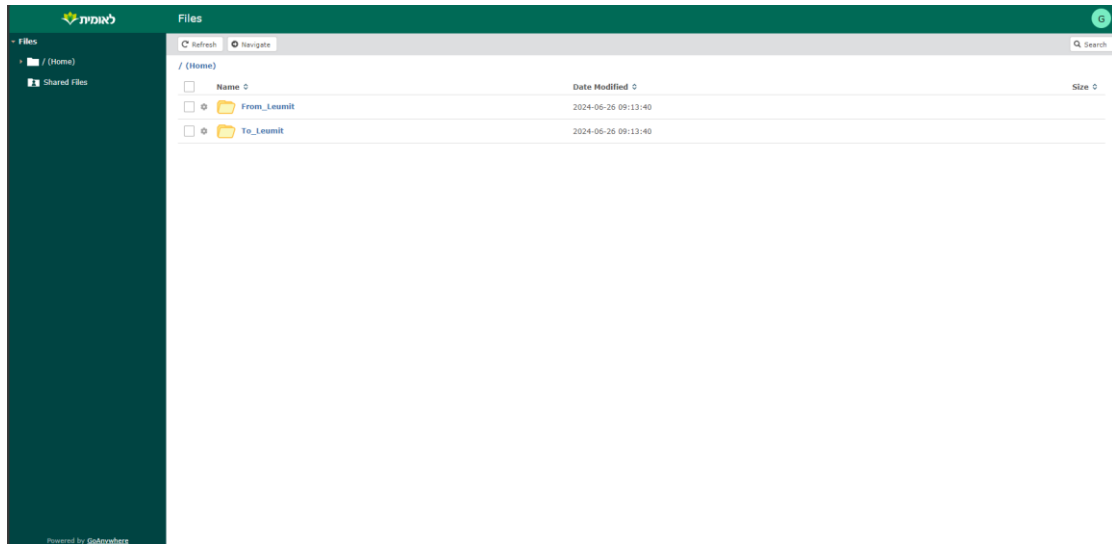 לאומית
Files
G
Files
/ (Home)
Shared Files
Refresh
Navigate
Search
/ (Home)
Name
Date Modified
Size
From_Leumit
2024-06-26 09:13:40
To_Leumit
2024-06-26 09:13:40
Powered by GoAnywhere